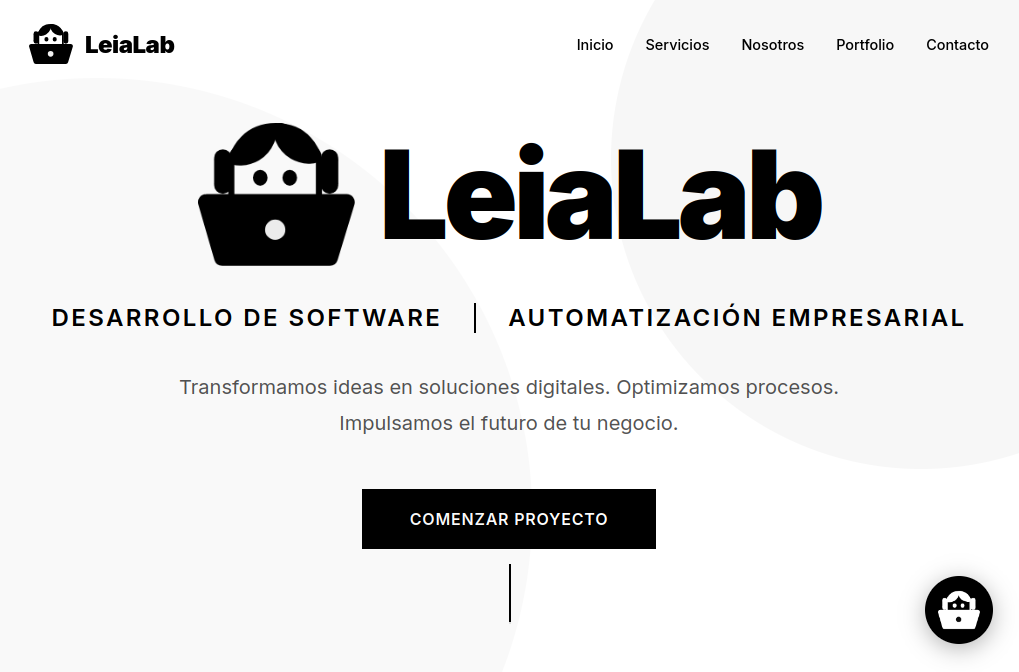 LeiaLab
Inicio Servicios Nosotros Portfolio Contacto
LeiaLab
DESARROLLO DE SOFTWARE | AUTOMATIZACIÓN EMPRESARIAL
Transformamos ideas en soluciones digitales. Optimizamos procesos.
Impulsamos el futuro de tu negocio.
COMENZAR PROYECTO